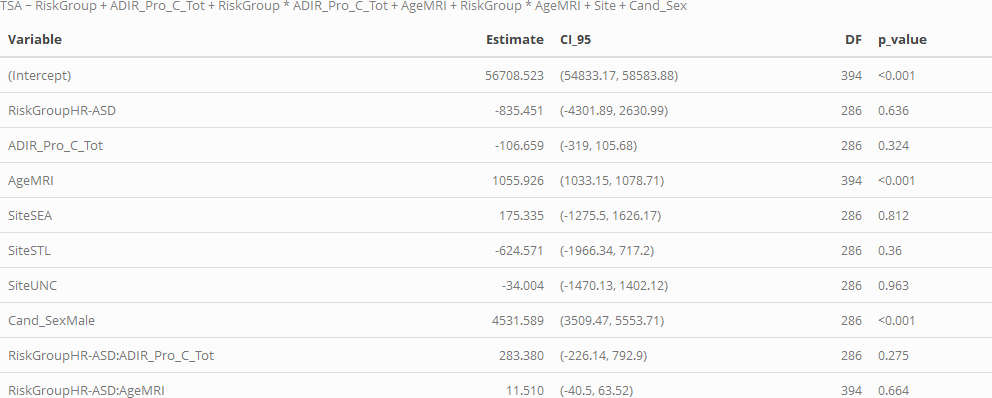 TSA ~ RiskGroup + ADIR_Pro_C_Tot + RiskGroup * ADIR_Pro_C_Tot + AgeMRI + RiskGroup * AgeMRI + Site + Cand_Sex
Variable Estimate CI_95 DF p_value
(Intercept) 56708.523 (54833.17, 58583.88) 394 <0.001
RiskGroupHR-ASD -835.451 (-4301.89, 2630.99) 286 0.636
ADIR_Pro_C_Tot -106.659 (-319, 105.68) 286 0.324
AgeMRI 1055.926 (1033.15, 1078.71) 394 <0.001
SiteSEA 175.335 (-1275.5, 1626.17) 286 0.812
SiteSTL -624.571 (-1966.34, 717.2) 286 0.36
SiteUNC -34.004 (-1470.13, 1402.12) 286 0.963
Cand_SexMale 4531.589 (3509.47, 5553.71) 286 <0.001
RiskGroupHR-ASD:ADIR_Pro_C_Tot 283.380 (-226.14, 792.9) 286 0.275
RiskGroupHR-ASD:AgeMRI 11.510 (-40.5, 63.52) 394 0.664